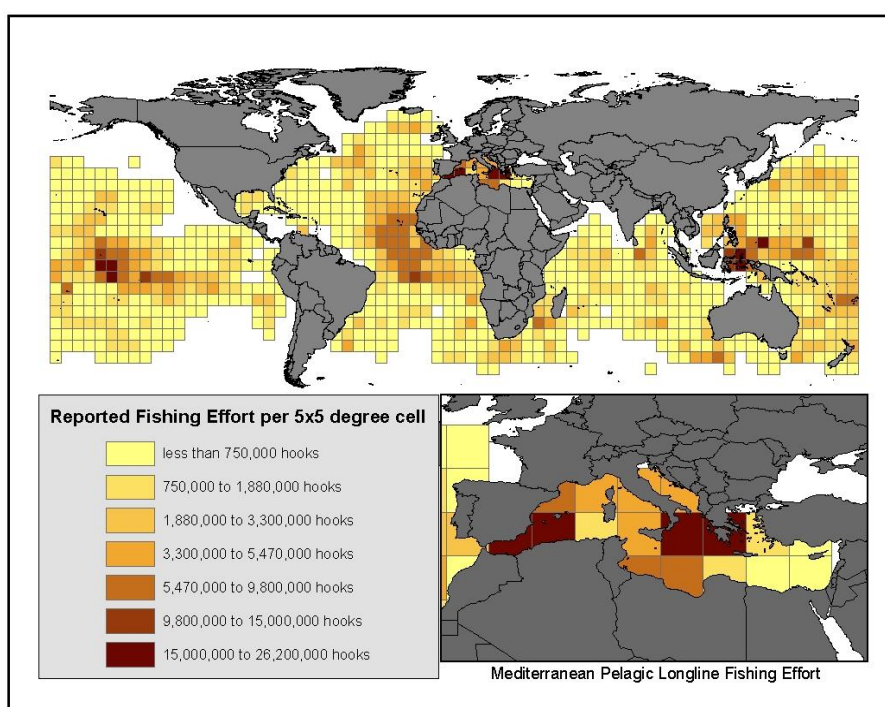 Reported Fishing Effort per 5x5 degree cell
less than 750,000 hooks
750,000 to 1,880,000 hooks
1,880,000 to 3,300,000 hooks
3,300,000 to 5,470,000 hooks
5,470,000 to 9,800,000 hooks
9,800,000 to 15,000,000 hooks
15,000,000 to 26,200,000 hooks
Mediterranean Pelagic Longline Fishing Effort